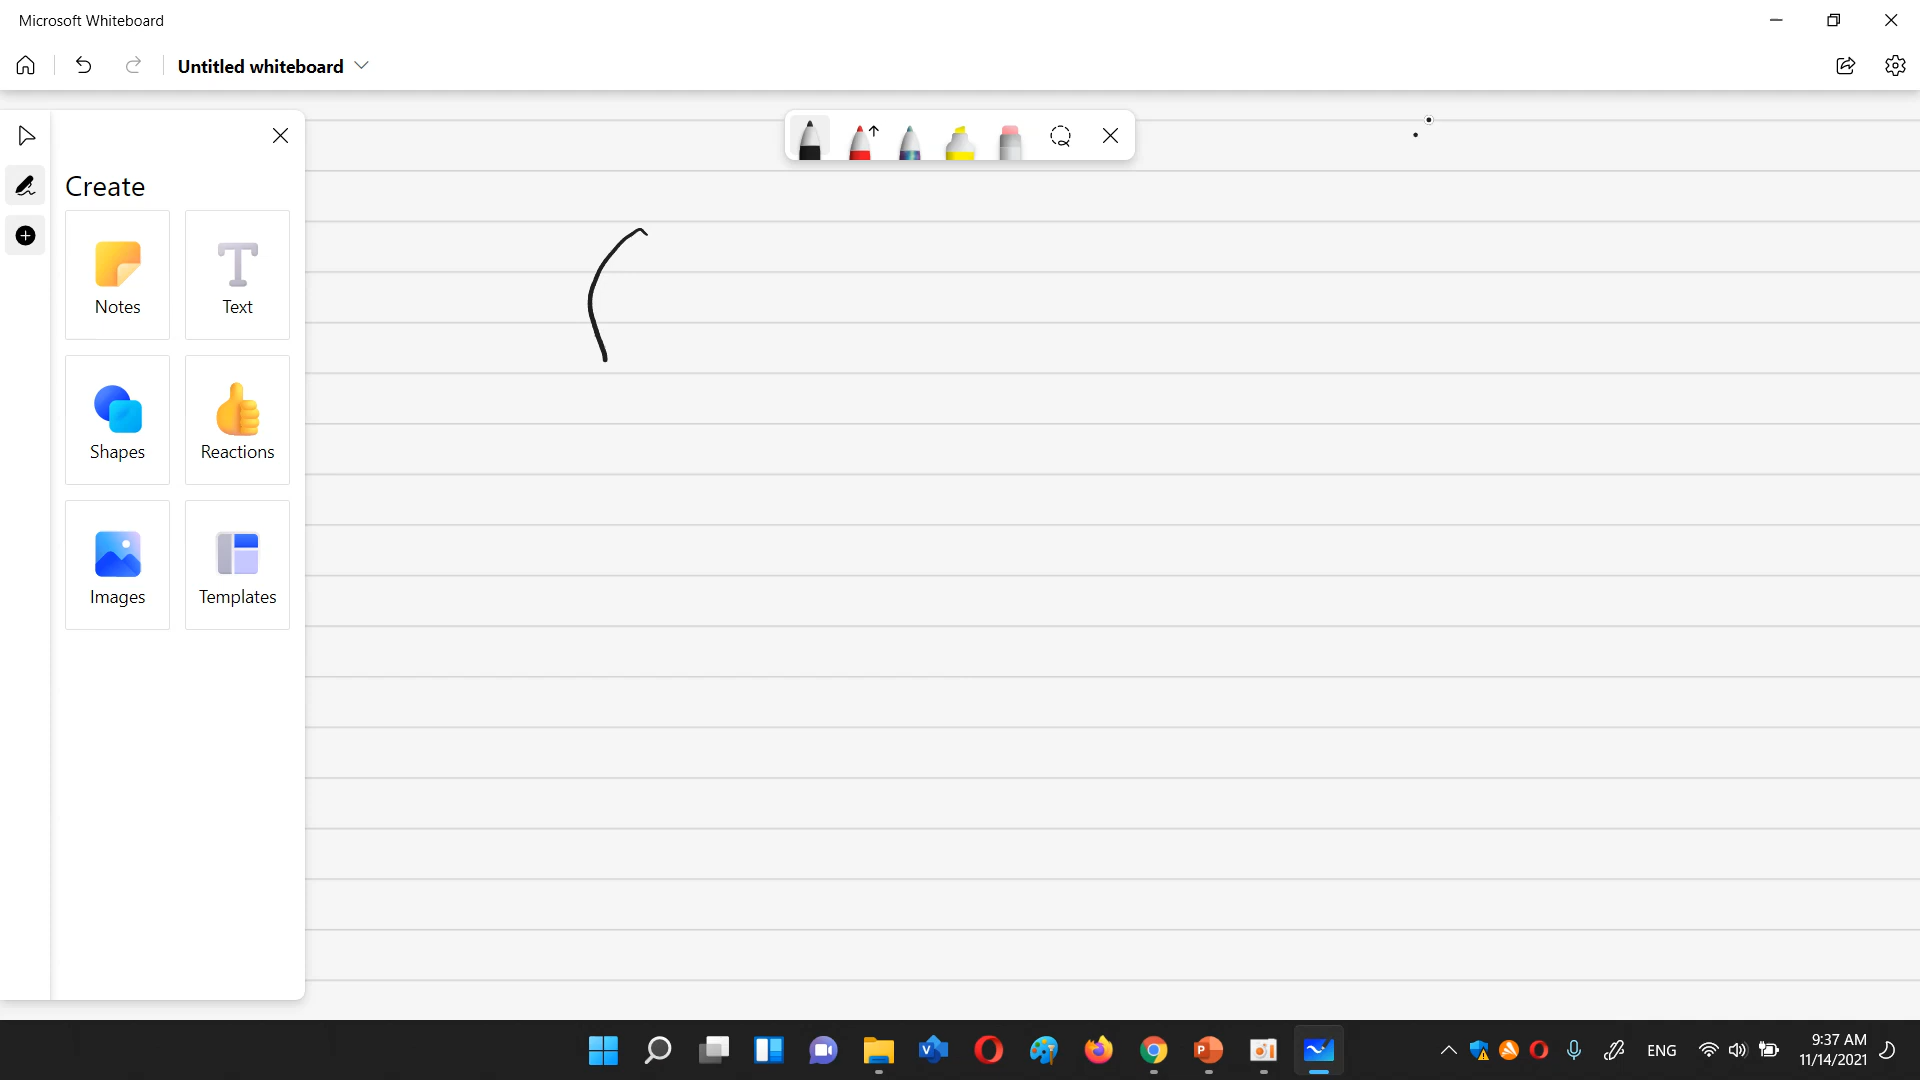 Microsoft Whiteboard
Untitled whiteboard
Create
Notes
Text
Shapes
Reactions
Images
Templates
ENG
9:37 AM
11/14/2021